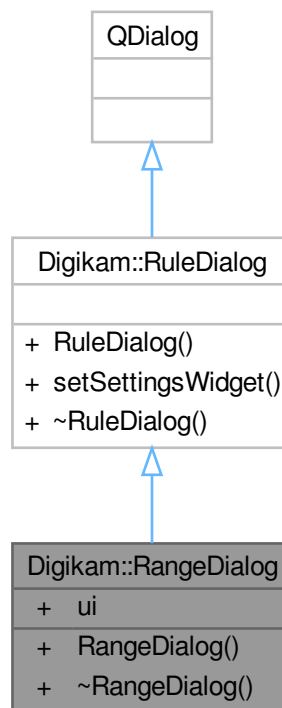 QDialog
Digikam::RuleDialog
+ RuleDialog()
+ setSettingsWidget()
+ ~RuleDialog()
Digikam::RangeDialog
+ ui
+ RangeDialog()
+ ~RangeDialog()